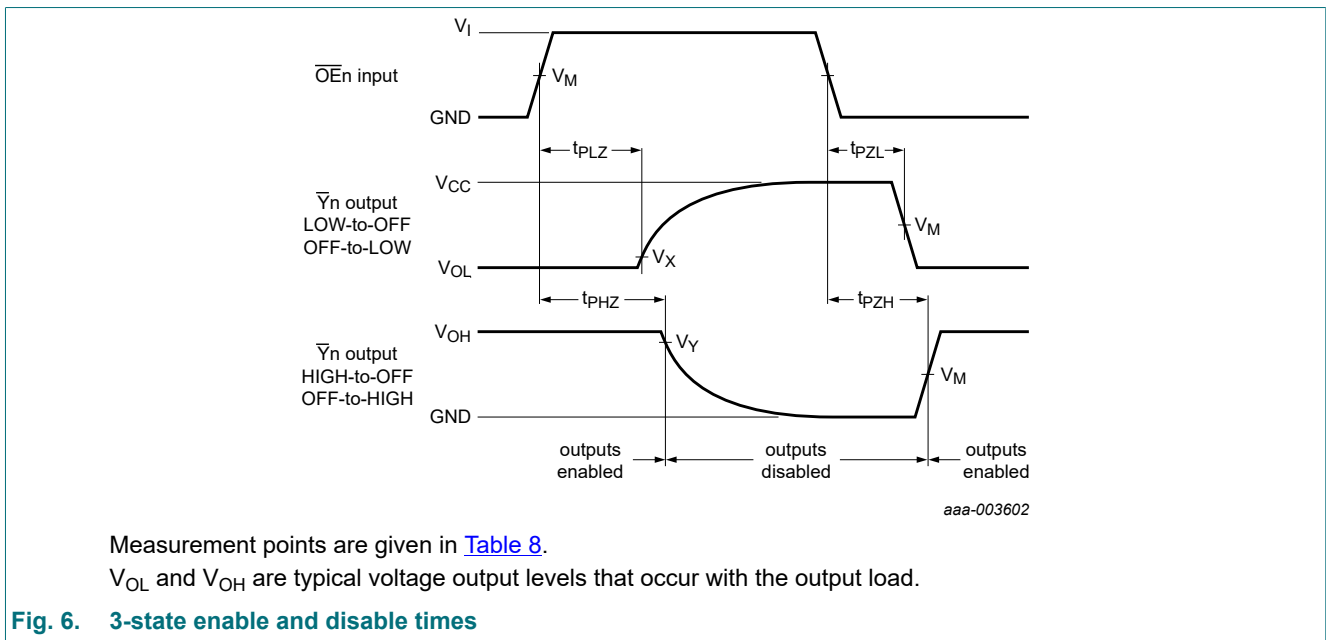 V_I
O̅E̅n input
V_M
GND
t_PLZ
t_PZL
V_CC
Y̅n output
LOW-to-OFF
OFF-to-LOW
V_M
V_X
V_OL
t_PHZ
t_PZH
V_OH
Y̅n output
HIGH-to-OFF
OFF-to-HIGH
V_Y
V_M
GND
outputs
enabled
outputs
disabled
outputs
enabled
aaa-003602
Measurement points are given in Table 8.
V_OL and V_OH are typical voltage output levels that occur with the output load.
Fig. 6. 3-state enable and disable times